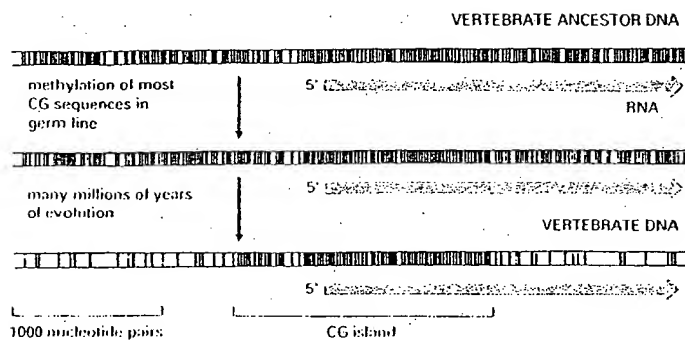 VERTEBRATE ANCESTOR DNA
methylation of most
CG sequences in
germ line
5'
RNA
many millions of years
of evolution
5'
VERTEBRATE DNA
5'
1000 nucleotide pairs
CG island